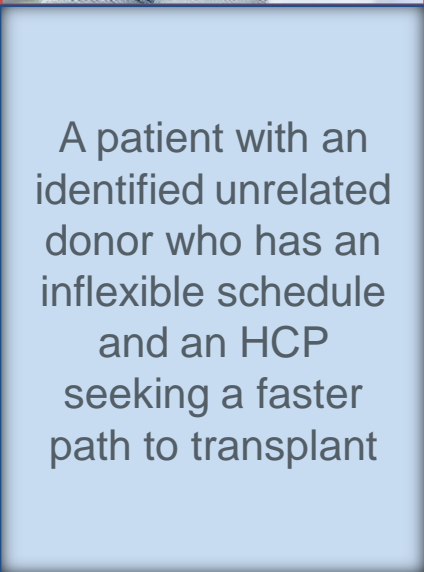 A patient with an
identified unrelated
donor who has an
inflexible schedule
and an HCP
seeking a faster
path to transplant